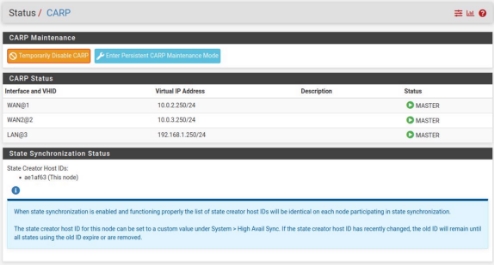 Status / CARP
CARP Maintenance
Temporarily Disable CARP Enter Persistent CARP Maintenance Mode
CARP Status
Interface and VHID Virtual IP Address Description Status
WAN@1 10.0.2.250/24 MASTER
WAN2@2 10.0.3.250/24 MASTER
LAN@3 192.168.1.250/24 MASTER
State Synchronization Status
State Creator Host IDs:
• ae1af63 (This node)
When state synchronization is enabled and functioning properly the list of state creator host IDs will be identical on each node participating in state synchronization.
The state creator host ID for this node can be set to a custom value under System > High Avail Sync. If the state creator host ID has recently changed, the old ID will remain until
all states using the old ID expire or are removed.